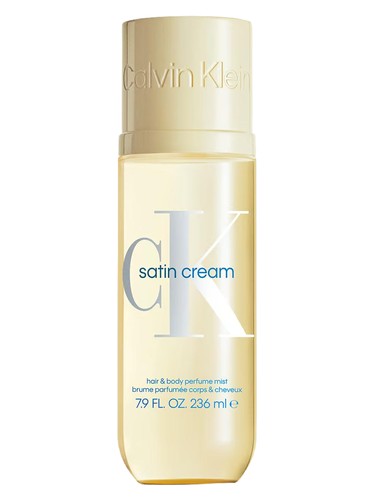 Calvin Klein
CK
satin cream
hair & body perfume mist
brume parfumée corps & cheveux
7.9 FL. OZ. 236 ml ℮